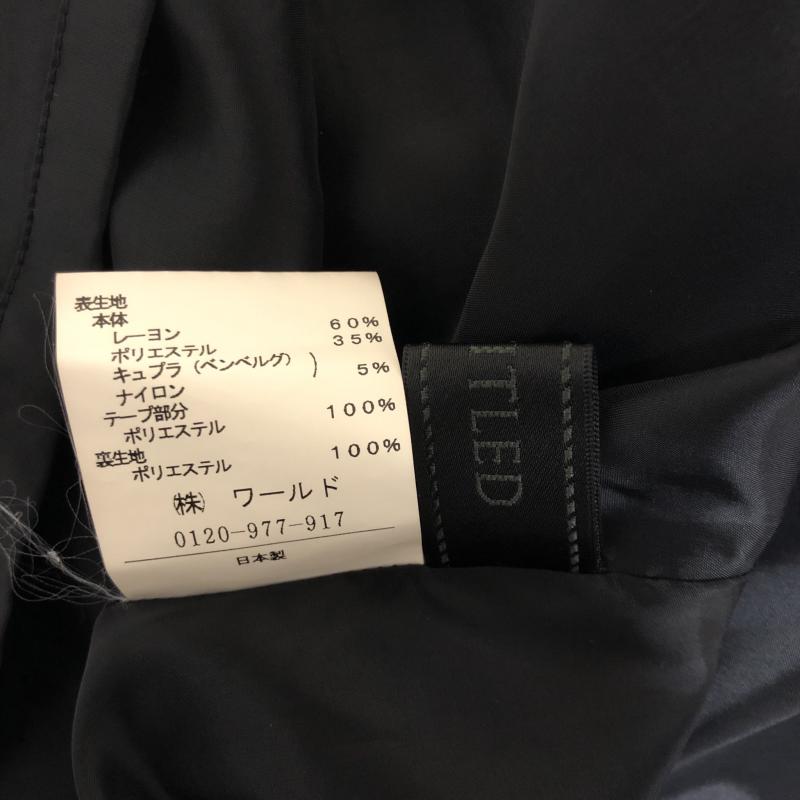 表生地
本体
レーヨン 60%
ポリエステル 35%
キュプラ（ベンベルグ）
ナイロン ) 5%
テープ部分
ポリエステル 100%
裏生地
ポリエステル 100%
㈱ ワールド
0120-977-917
日本製
ITLED